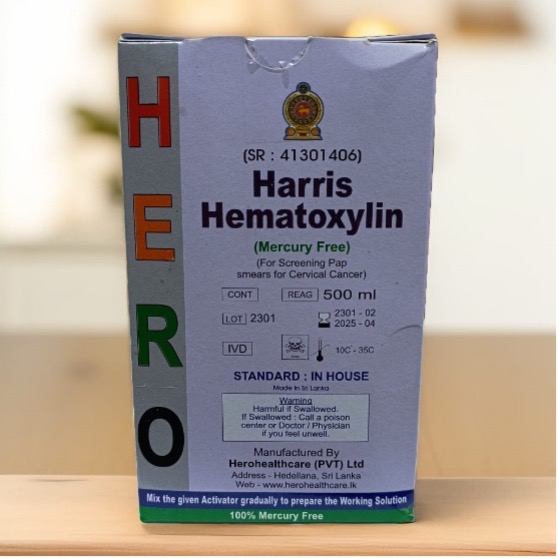 HERO
(SR : 41301406)
Harris
Hematoxylin
(Mercury Free)
(For Screening Pap
smears for Cervical Cancer)
CONT REAG 500 ml
LOT 2301
2301 - 02
2025 - 04
IVD 10C - 35C
STANDARD : IN HOUSE
Made In Sri Lanka
Warning
Harmful if Swallowed.
If Swallowed : Call a poison
center or Doctor / Physician
if you feel unwell.
Manufactured By
Herohealthcare (PVT) Ltd
Address - Hedellana, Sri Lanka
Web - www.herohealthcare.lk
Mix the given Activator gradually to prepare the Working Solution
100% Mercury Free